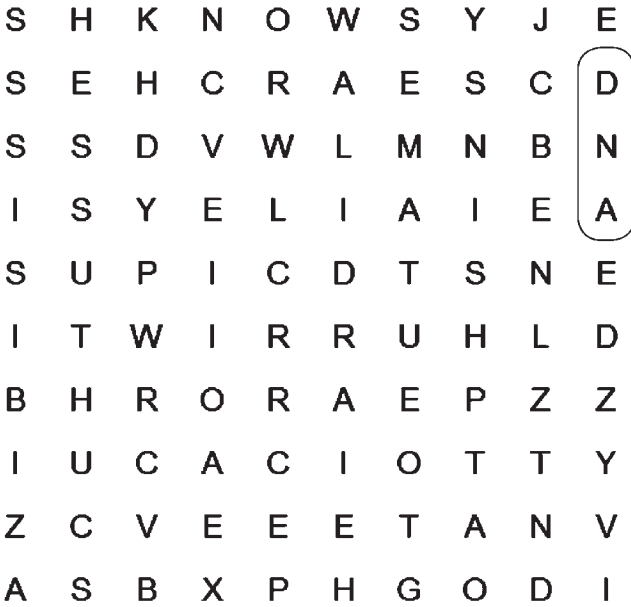 S H K N O W S Y J E
S E H C R A E S C D
S S D V W L M N B N
I S Y E L I A I E A
S U P I C D T S N E
I T W I R R U H L D
B H R O R A E P Z Z
I U C A C I O T T Y
Z C V E E E T A N V
A S B X P H G O D I